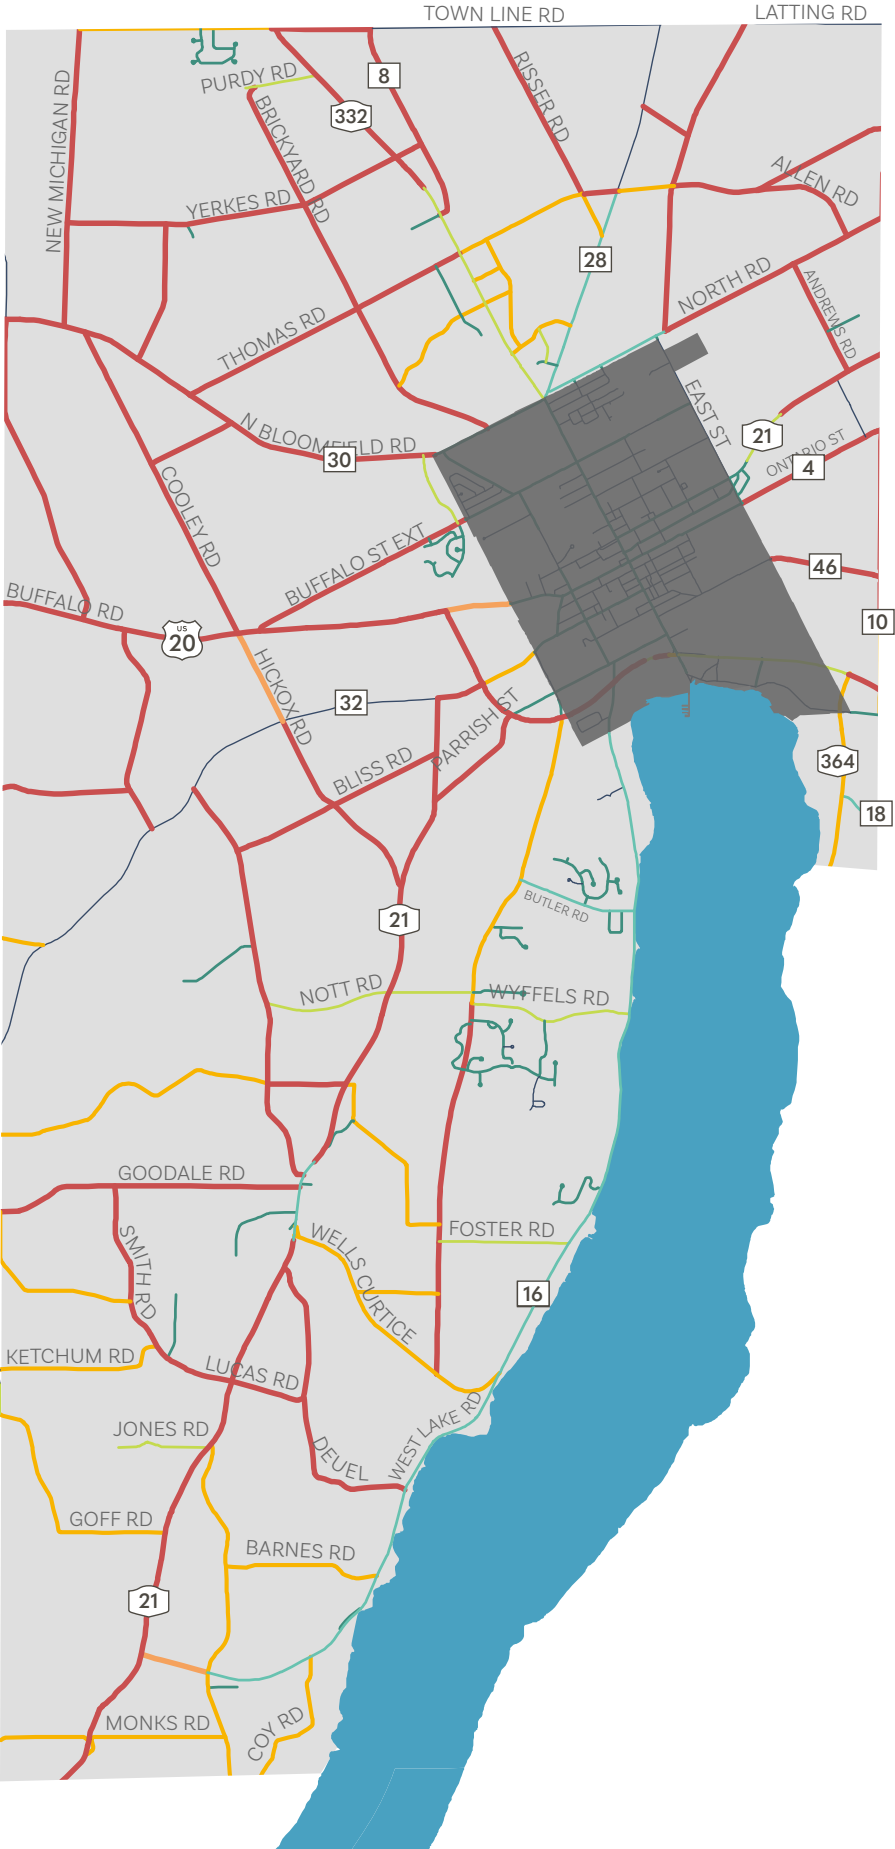 TOWN LINE RD
LATTING RD
NEW MICHIGAN RD
PURDY RD
8
332
RISSER RD
BRICKYARD RD
ALLEN RD
YERKES RD
28
NORTH RD
ANDREWS RD
THOMAS RD
EAST ST
N BLOOMFIELD RD
30
21
ONTARIO ST
4
COOLEY RD
BUFFALO ST EXT
46
BUFFALO RD
US
20
10
HICKOX RD
32
PARRISH ST
BLISS RD
364
18
BUTLER RD
21
NOTT RD
WYFFELS RD
GOODALE RD
SMITH RD
WELLS CURTICE
FOSTER RD
16
KETCHUM RD
LUCAS RD
WEST LAKE RD
JONES RD
DEUEL
GOFF RD
BARNES RD
21
MONKS RD
COY RD